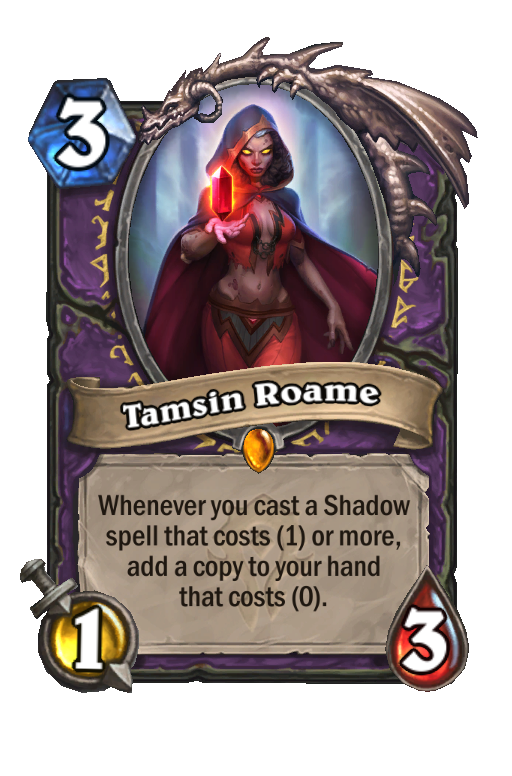 3
Tamsin Roame
Whenever you cast a Shadow
spell that costs (1) or more,
add a copy to your hand
that costs (0).
1
3